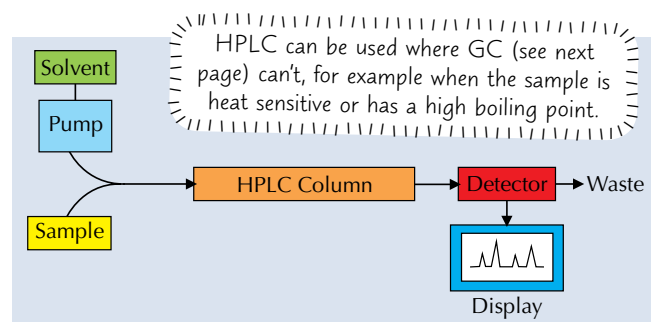 HPLC can be used where GC (see next
page) can't, for example when the sample is
heat sensitive or has a high boiling point.
Solvent
Pump
Sample
HPLC Column
Detector
Waste
Display